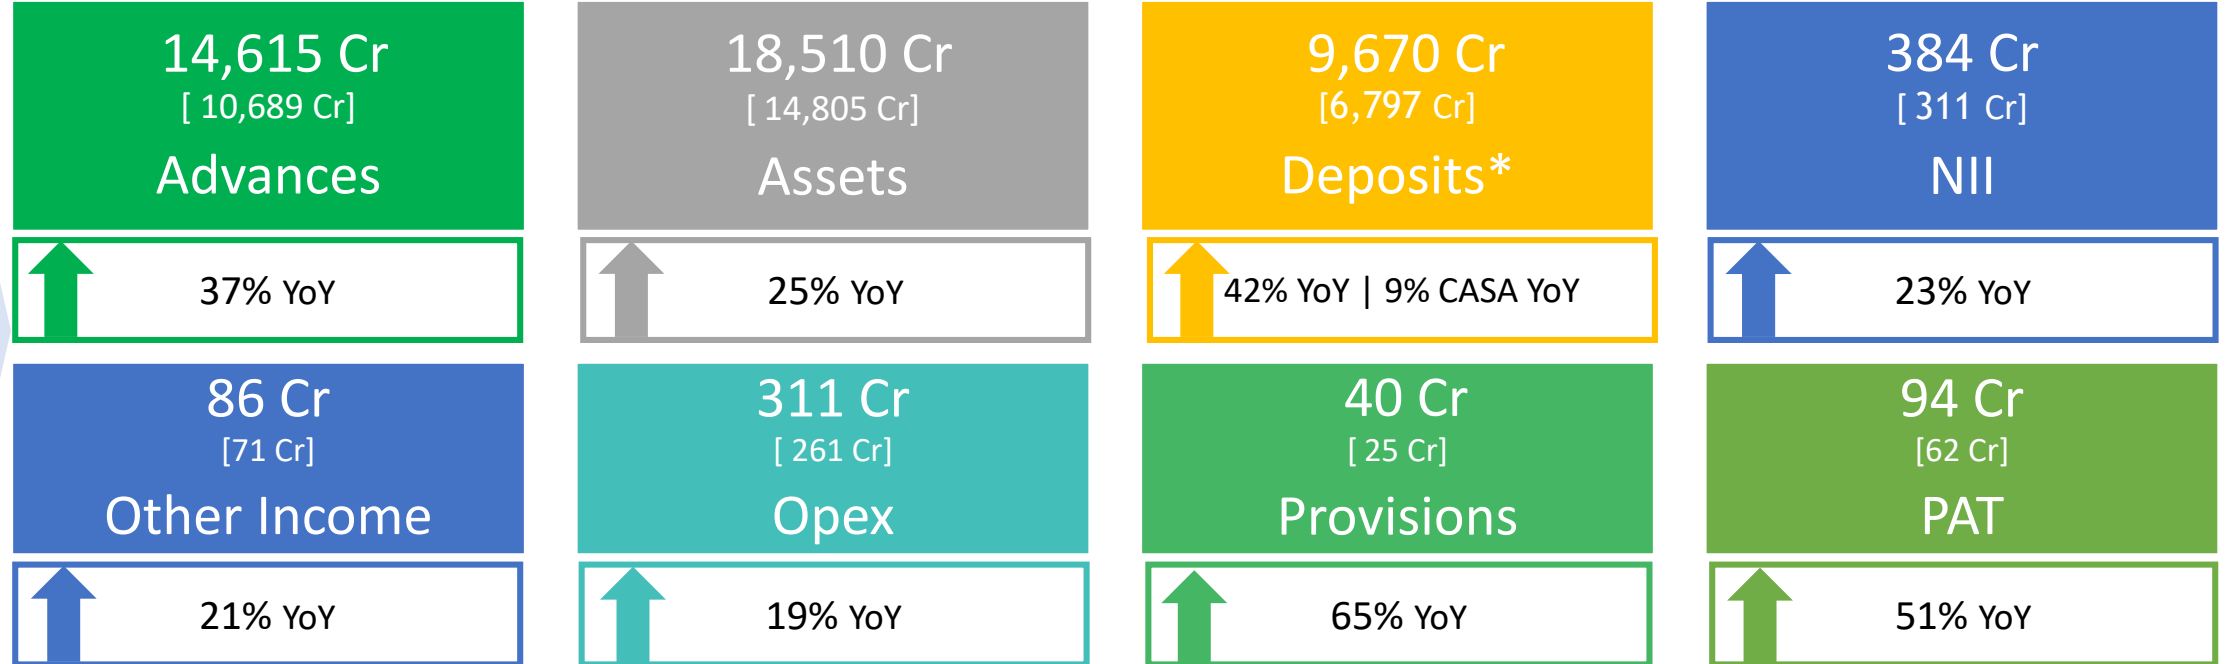 14,615 Cr
[ 10,689 Cr]
Advances
37% YoY
18,510 Cr
[ 14,805 Cr]
Assets
25% YoY
9,670 Cr
[6,797 Cr]
Deposits*
42% YoY | 9% CASA YoY
384 Cr
[ 311 Cr]
NII
23% YoY
86 Cr
[71 Cr]
Other Income
21% YoY
311 Cr
[ 261 Cr]
Opex
19% YoY
40 Cr
[ 25 Cr]
Provisions
65% YoY
94 Cr
[62 Cr]
PAT
51% YoY